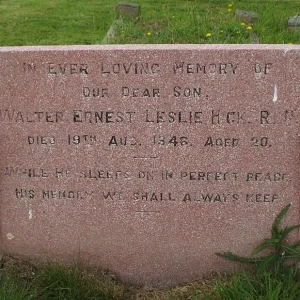 In Ever Loving Memory of
Our Dear Son,
Walter Ernest Leslie Hick. R. N
Died 19th Aug. 1946. Aged 20.
While he sleeps on in perfect peace
His memory we shall always keep.